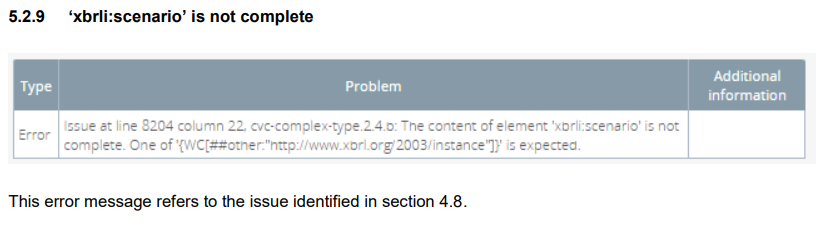 5.2.9 ‘xbrli:scenario’ is not complete
Type
Problem
Additional
information
Error
Issue at line 8204 column 22, cvc-complex-type.2.4.b: The content of element 'xbrli:scenario' is not
complete. One of '{WC[##other:"http://www.xbrl.org/2003/instance"]}' is expected.
This error message refers to the issue identified in section 4.8.